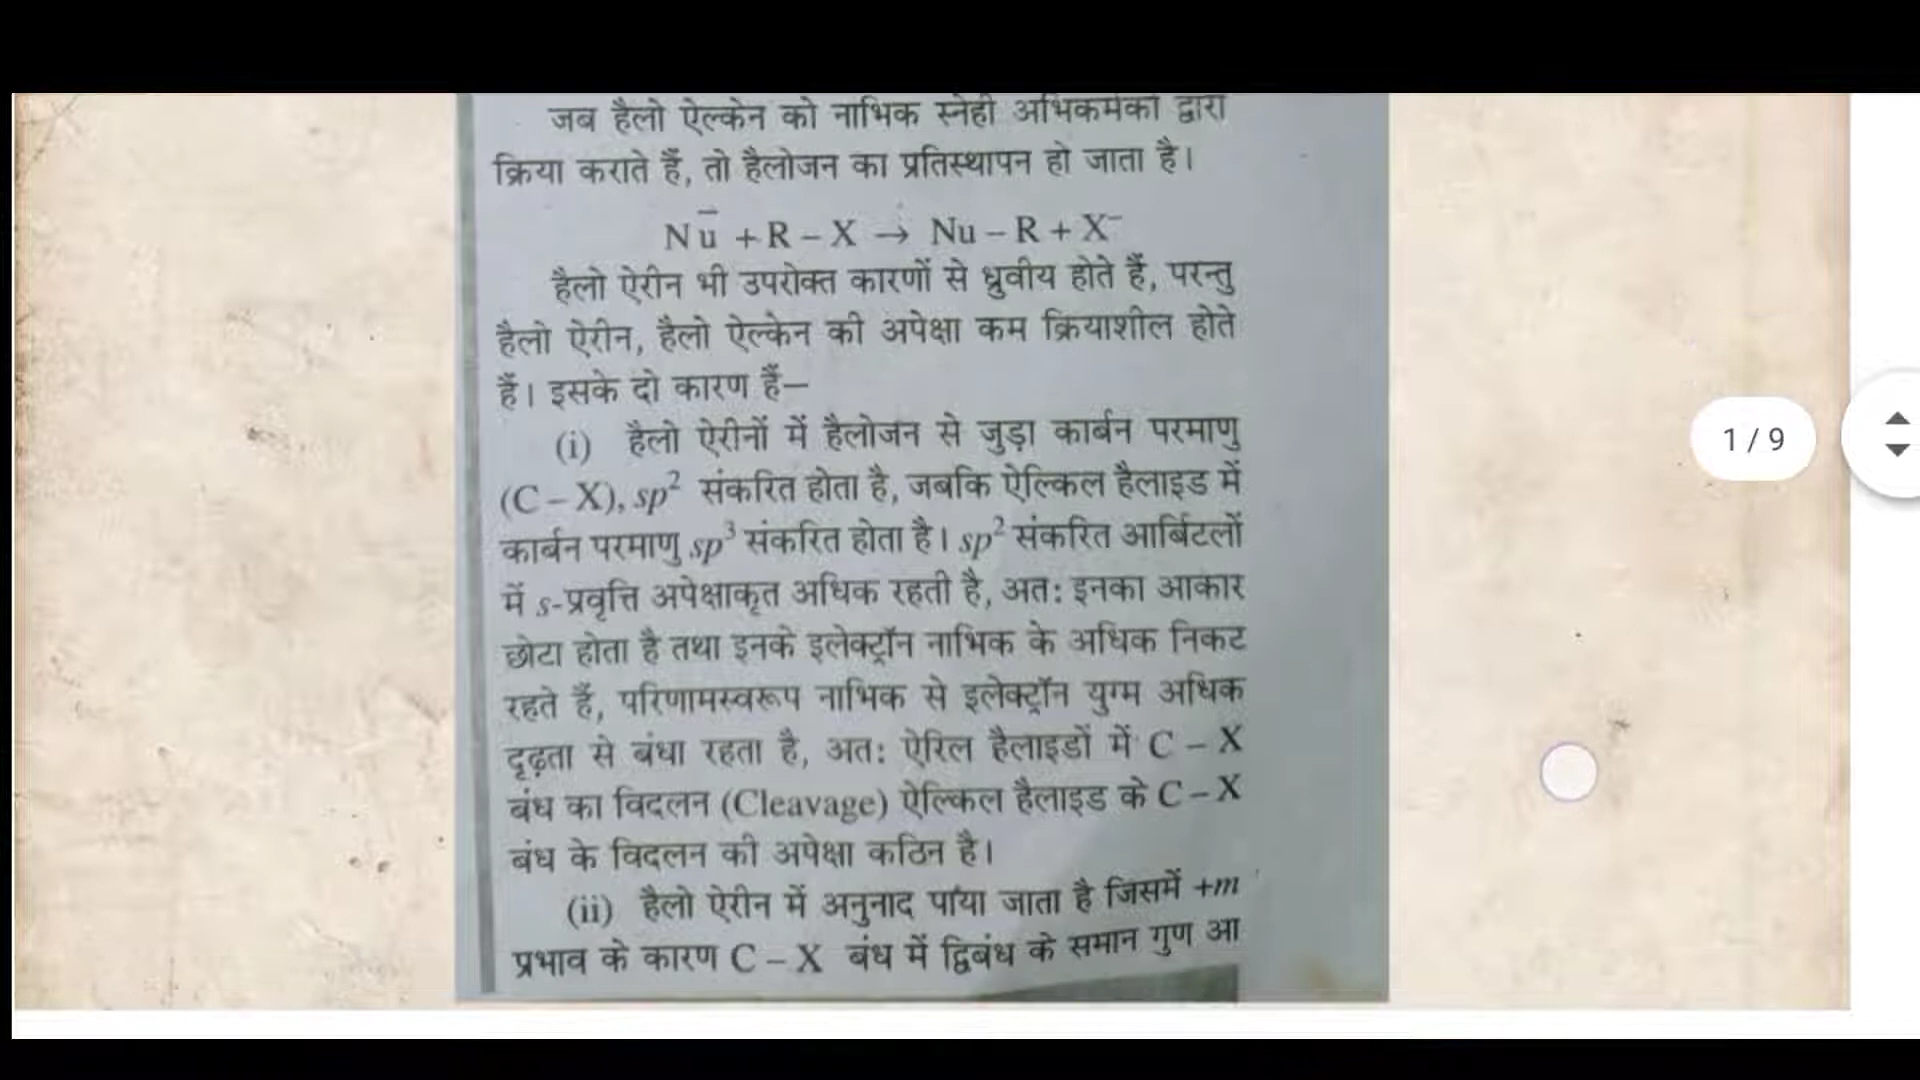 जब हैलो ऐल्केन को नाभिक स्नेही अभिकर्मकों द्वारा
क्रिया कराते हैं, तो हैलोजन का प्रतिस्थापन हो जाता है।
Nū + R – X → Nu – R + X⁻
हैलो ऐरीन भी उपरोक्त कारणों से ध्रुवीय होते हैं, परन्तु
हैलो ऐरीन, हैलो ऐल्केन की अपेक्षा कम क्रियाशील होते
हैं। इसके दो कारण हैं—
(i) हैलो ऐरीनों में हैलोजन से जुड़ा कार्बन परमाणु
(C – X), sp² संकरित होता है, जबकि ऐल्किल हैलाइड में
कार्बन परमाणु sp³ संकरित होता है। sp² संकरित आर्बिटलों
में s-प्रवृत्ति अपेक्षाकृत अधिक रहती है, अतः इनका आकार
छोटा होता है तथा इनके इलेक्ट्रॉन नाभिक के अधिक निकट
रहते हैं, परिणामस्वरूप नाभिक से इलेक्ट्रॉन युग्म अधिक
दृढ़ता से बंधा रहता है, अतः ऐरिल हैलाइडों में C – X
बंध का विदलन (Cleavage) ऐल्किल हैलाइड के C – X
बंध के विदलन की अपेक्षा कठिन है।
(ii) हैलो ऐरीन में अनुनाद पाया जाता है जिसमें +m
प्रभाव के कारण C – X बंध में द्विबंध के समान गुण आ
1 / 9